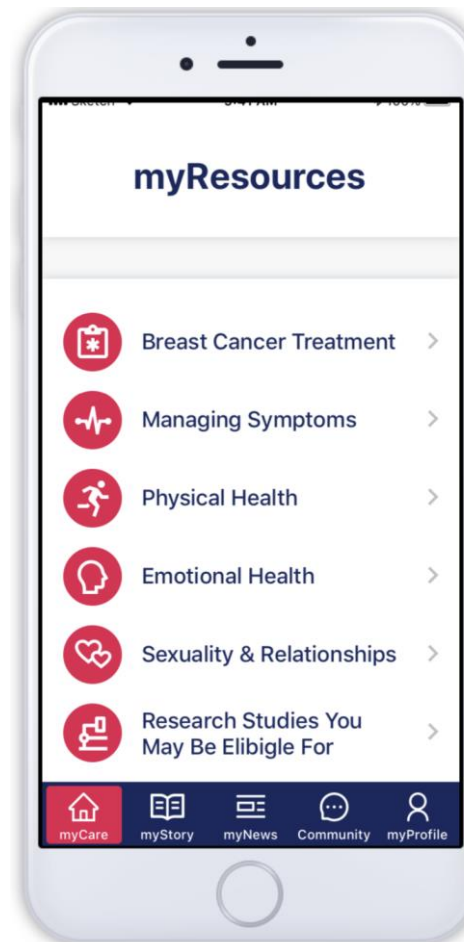 myResources
Breast Cancer Treatment
Managing Symptoms
Physical Health
Emotional Health
Sexuality & Relationships
Research Studies You
May Be Elibigle For
myCare myStory myNews Community myProfile